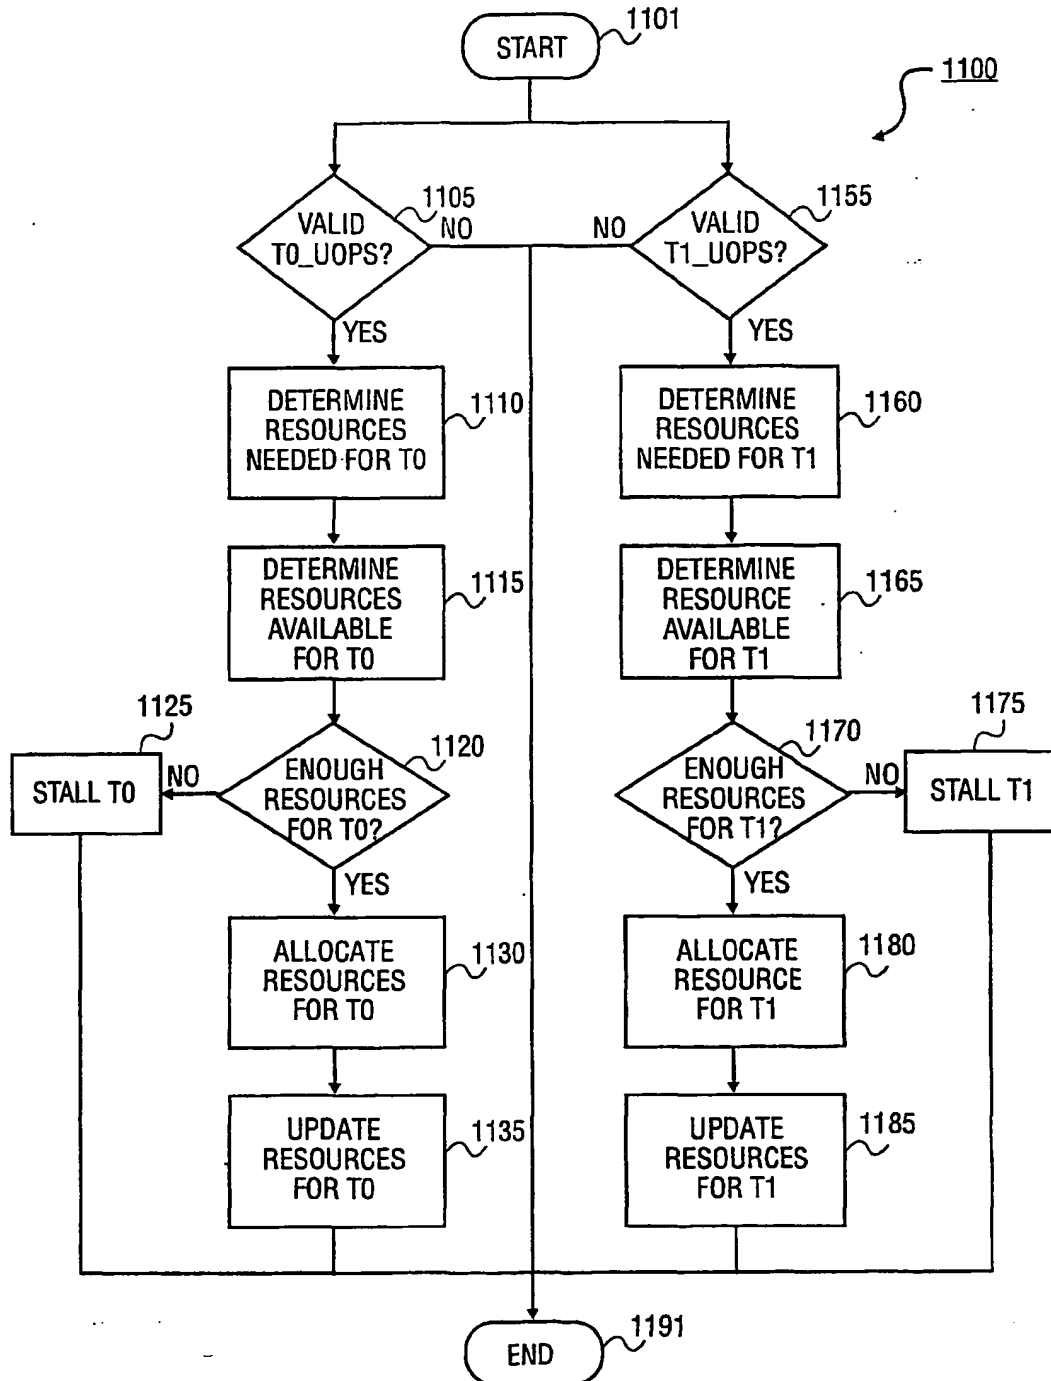 1101
START
1100
1105
1155
VALID
T0_UOPS?
NO
NO
VALID
T1_UOPS?
YES
YES
DETERMINE
RESOURCES
NEEDED FOR T0
1110
DETERMINE
RESOURCES
NEEDED FOR T1
1160
DETERMINE
RESOURCES
AVAILABLE
FOR T0
1115
DETERMINE
RESOURCE
AVAILABLE
FOR T1
1165
1125
STALL T0
NO
1120
ENOUGH
RESOURCES
FOR T0?
YES
1170
ENOUGH
RESOURCES
FOR T1?
YES
NO
1175
STALL T1
ALLOCATE
RESOURCES
FOR T0
1130
ALLOCATE
RESOURCE
FOR T1
1180
UPDATE
RESOURCES
FOR T0
1135
UPDATE
RESOURCES
FOR T1
1185
END
1191